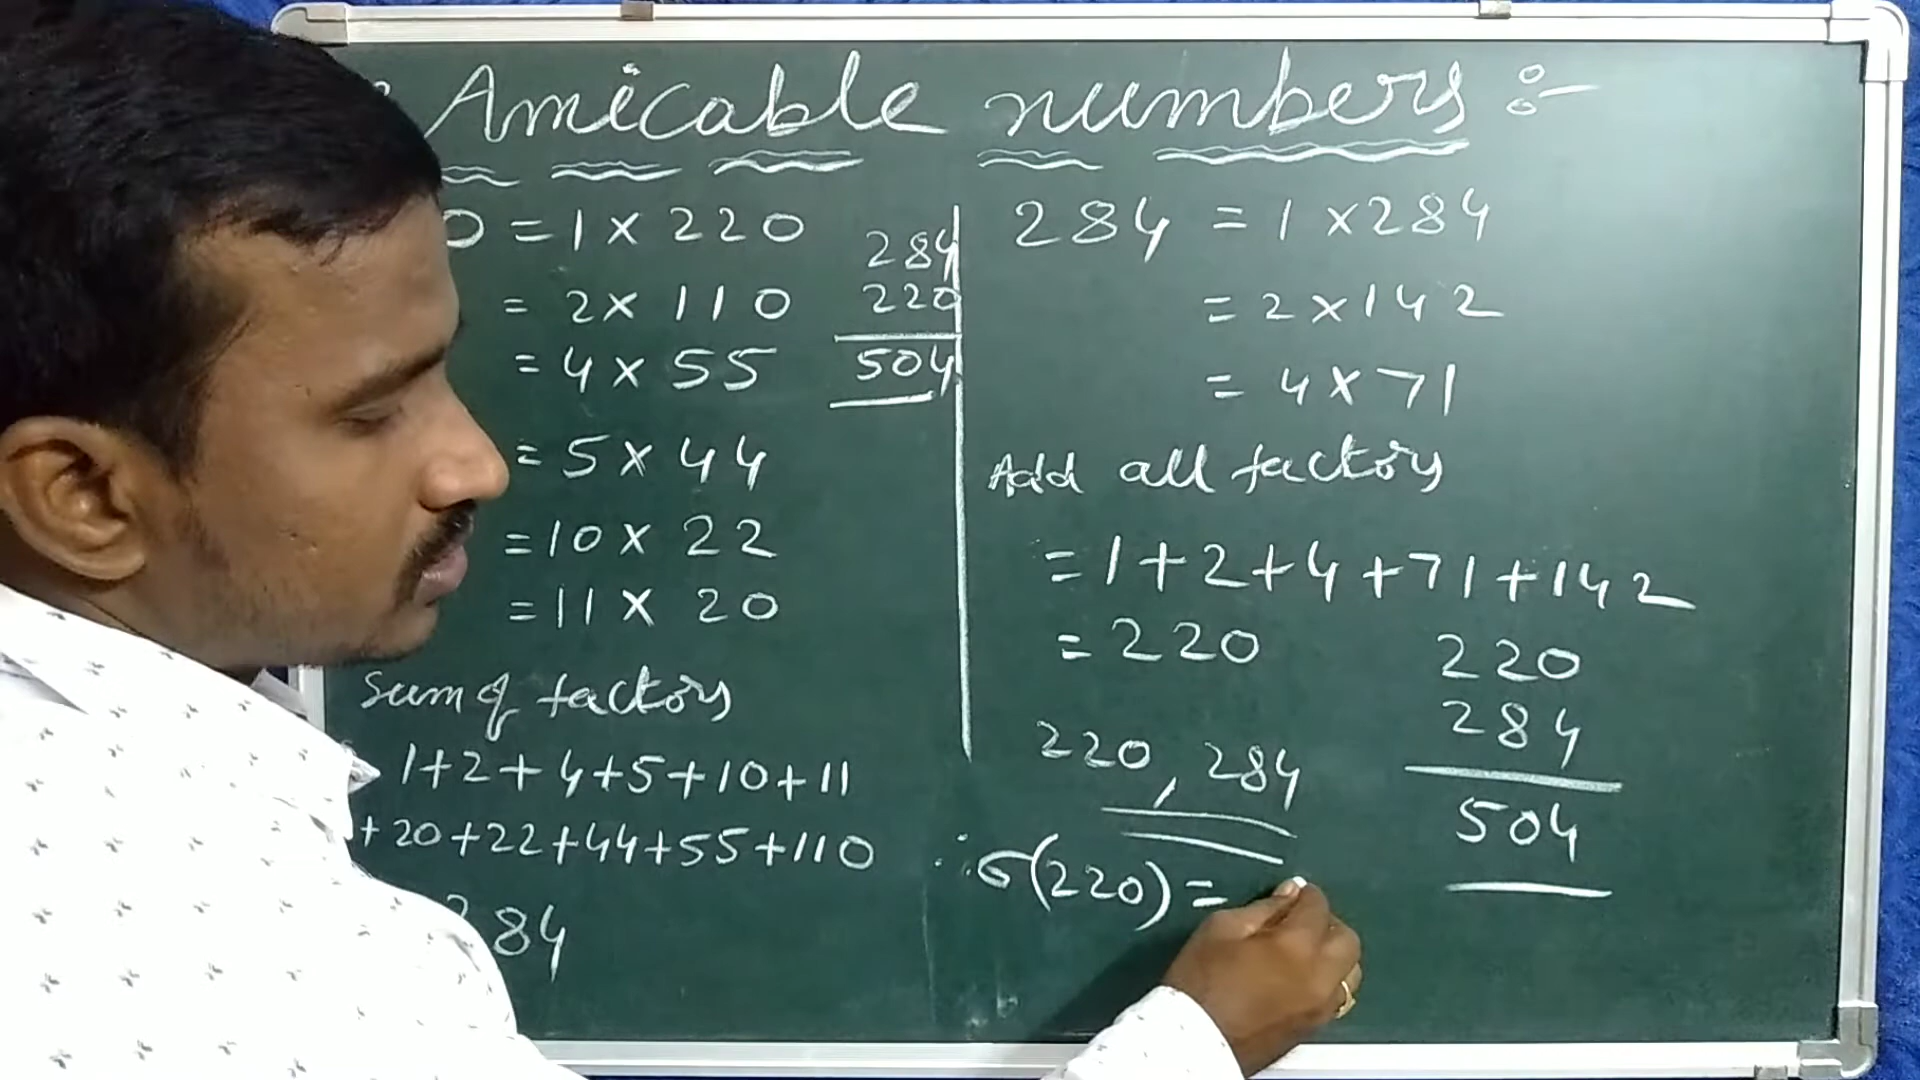 Amicable numbers :-
0 = 1 × 220
= 2 × 110
= 4 × 55
= 5 × 44
= 10 × 22
= 11 × 20
284
220
504
Sum of factors
1+2+4+5+10+11
+20+22+44+55+110
284
284 = 1 × 284
= 2 × 142
= 4 × 71
Add all factors
= 1+2+4+71+142
= 220
220, 284
220
284
504
∴ σ(220) =